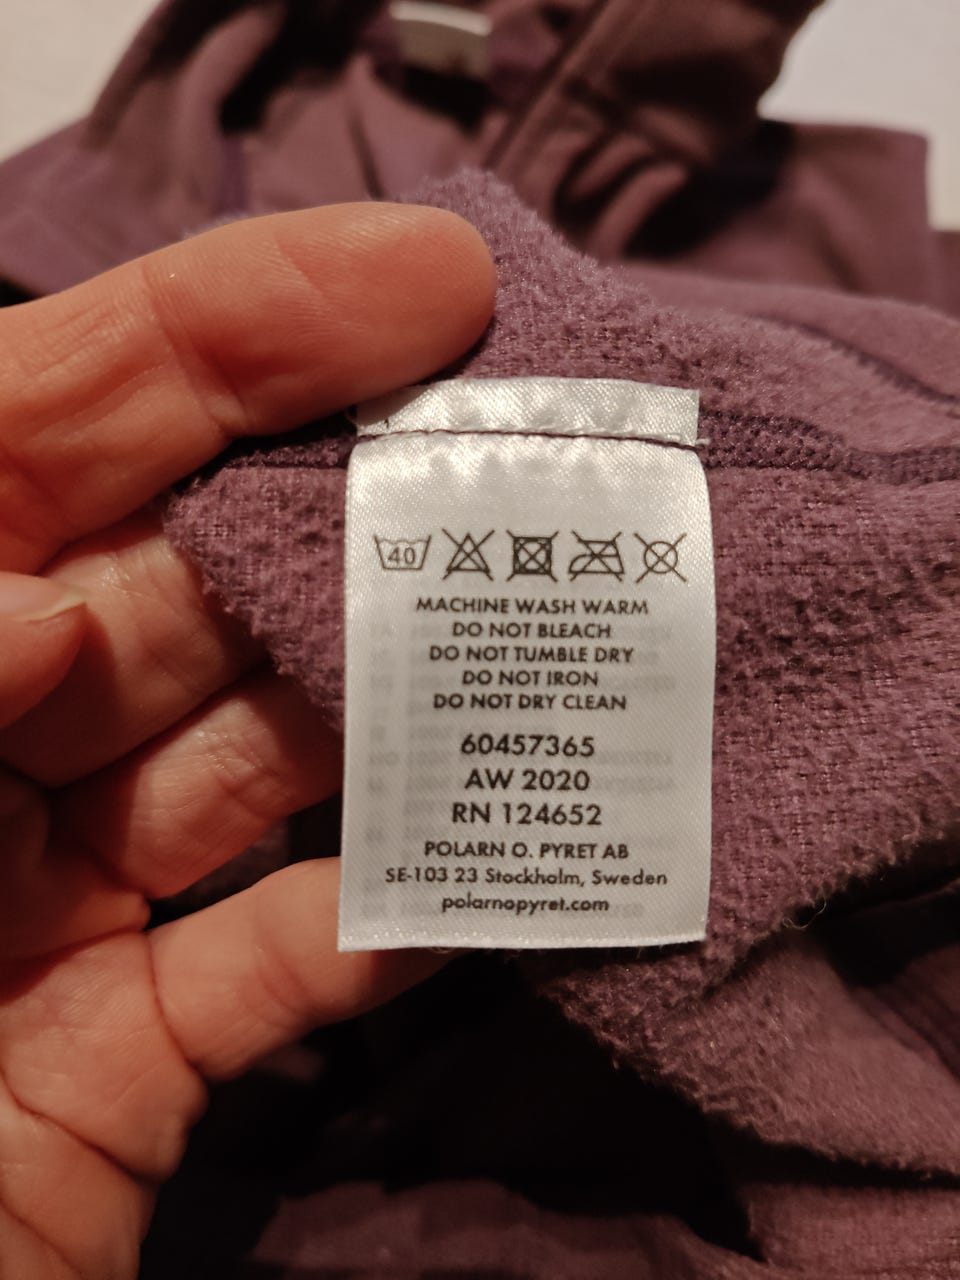 40
MACHINE WASH WARM
DO NOT BLEACH
DO NOT TUMBLE DRY
DO NOT IRON
DO NOT DRY CLEAN
60457365
AW 2020
RN 124652
POLARN O. PYRET AB
SE-103 23 Stockholm, Sweden
polarnopyret.com